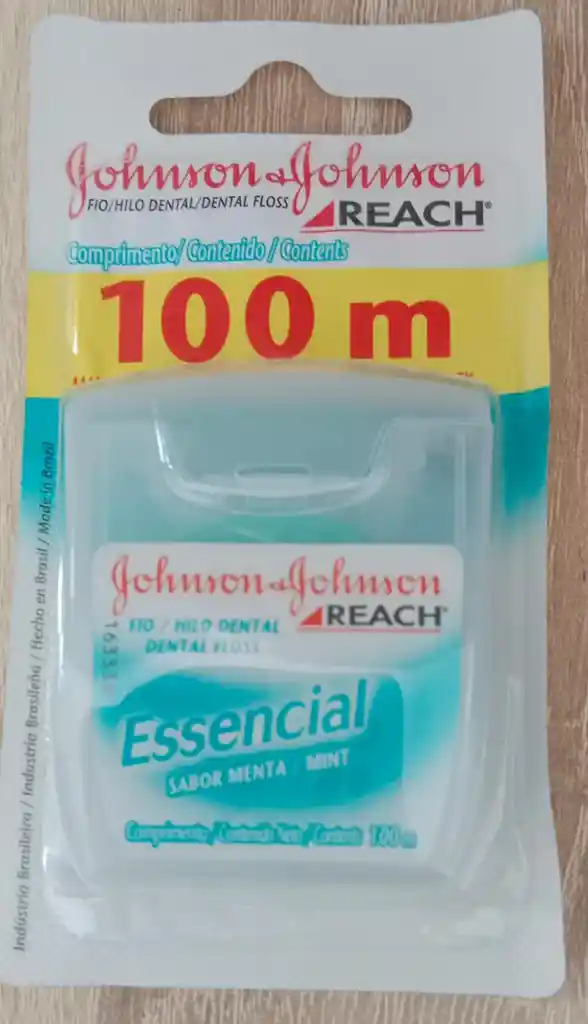 Johnson & Johnson
FIO/HILO DENTAL/DENTAL FLOSS
REACH®
Comprimento/Contenido/Contents
100 m
Johnson & Johnson
REACH®
FIO / HILO DENTAL
DENTAL FLOSS
Essencial
SABOR MENTA / MINT
Comprimento/Contenido Neto/Contents 100 m
Indústria Brasileira / Industria Brasileña / Hecho en Brasil / Made in Brazil